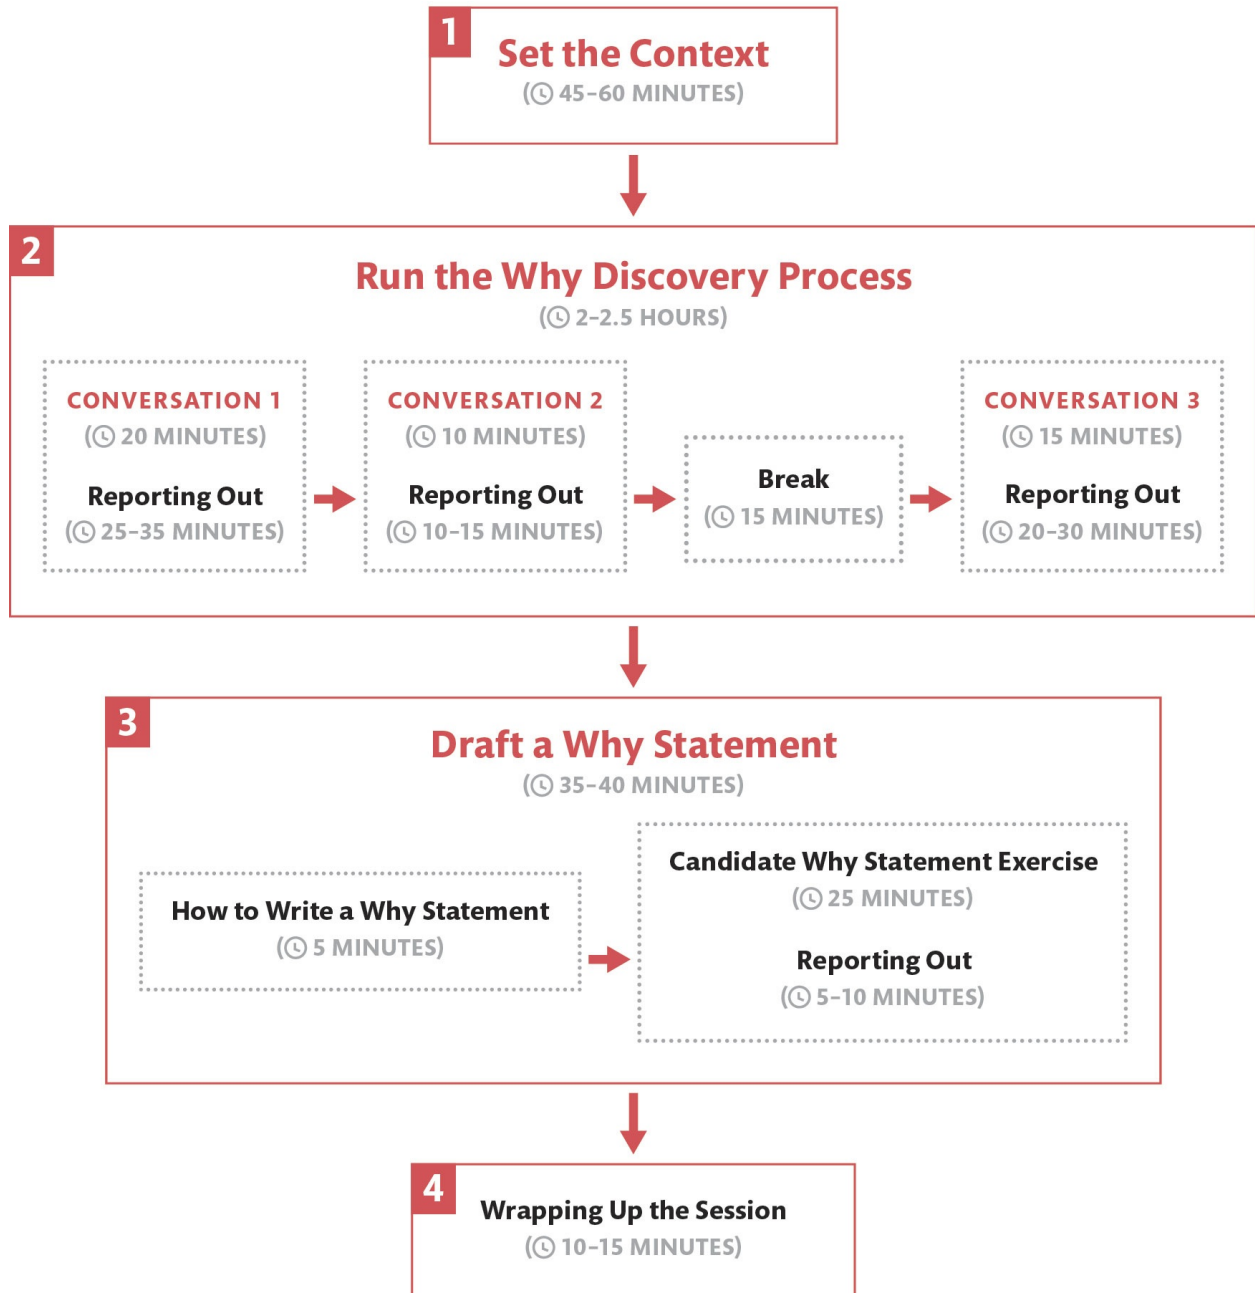 1
Set the Context
(45–60 MINUTES)
2
Run the Why Discovery Process
(2–2.5 HOURS)
CONVERSATION 1
(20 MINUTES)
Reporting Out
(25–35 MINUTES)
CONVERSATION 2
(10 MINUTES)
Reporting Out
(10–15 MINUTES)
Break
(15 MINUTES)
CONVERSATION 3
(15 MINUTES)
Reporting Out
(20–30 MINUTES)
3
Draft a Why Statement
(35–40 MINUTES)
How to Write a Why Statement
(5 MINUTES)
Candidate Why Statement Exercise
(25 MINUTES)
Reporting Out
(5–10 MINUTES)
4
Wrapping Up the Session
(10–15 MINUTES)